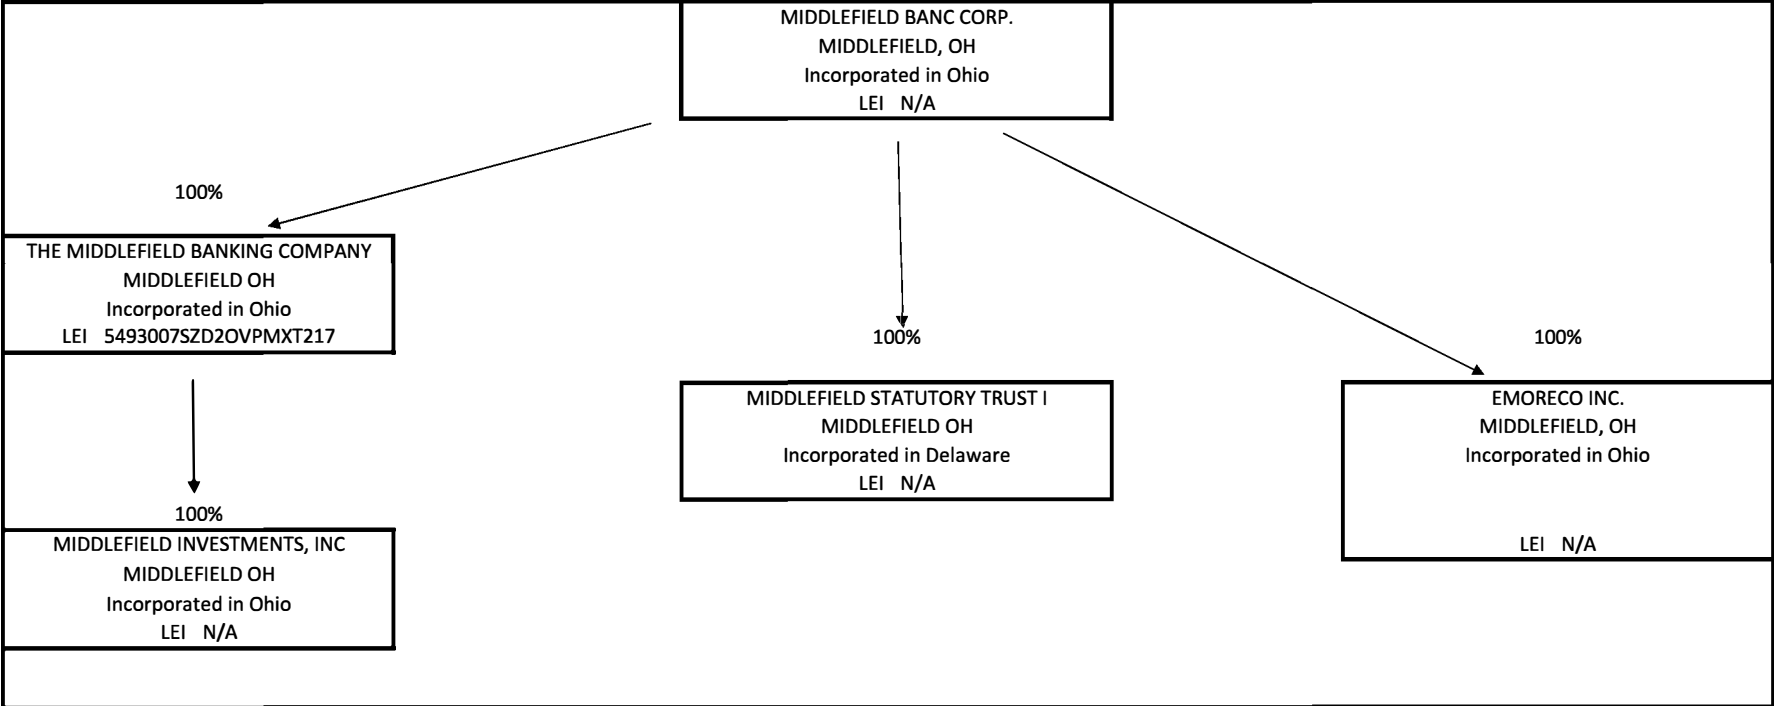 MIDDLEFIELD BANC CORP.
MIDDLEFIELD, OH
Incorporated in Ohio
LEI N/A
100%
THE MIDDLEFIELD BANKING COMPANY
MIDDLEFIELD OH
Incorporated in Ohio
LEI 5493007SZD2OVPMXT217
100%
MIDDLEFIELD INVESTMENTS, INC
MIDDLEFIELD OH
Incorporated in Ohio
LEI N/A
100%
MIDDLEFIELD STATUTORY TRUST I
MIDDLEFIELD OH
Incorporated in Delaware
LEI N/A
100%
EMORECO INC.
MIDDLEFIELD, OH
Incorporated in Ohio
LEI N/A